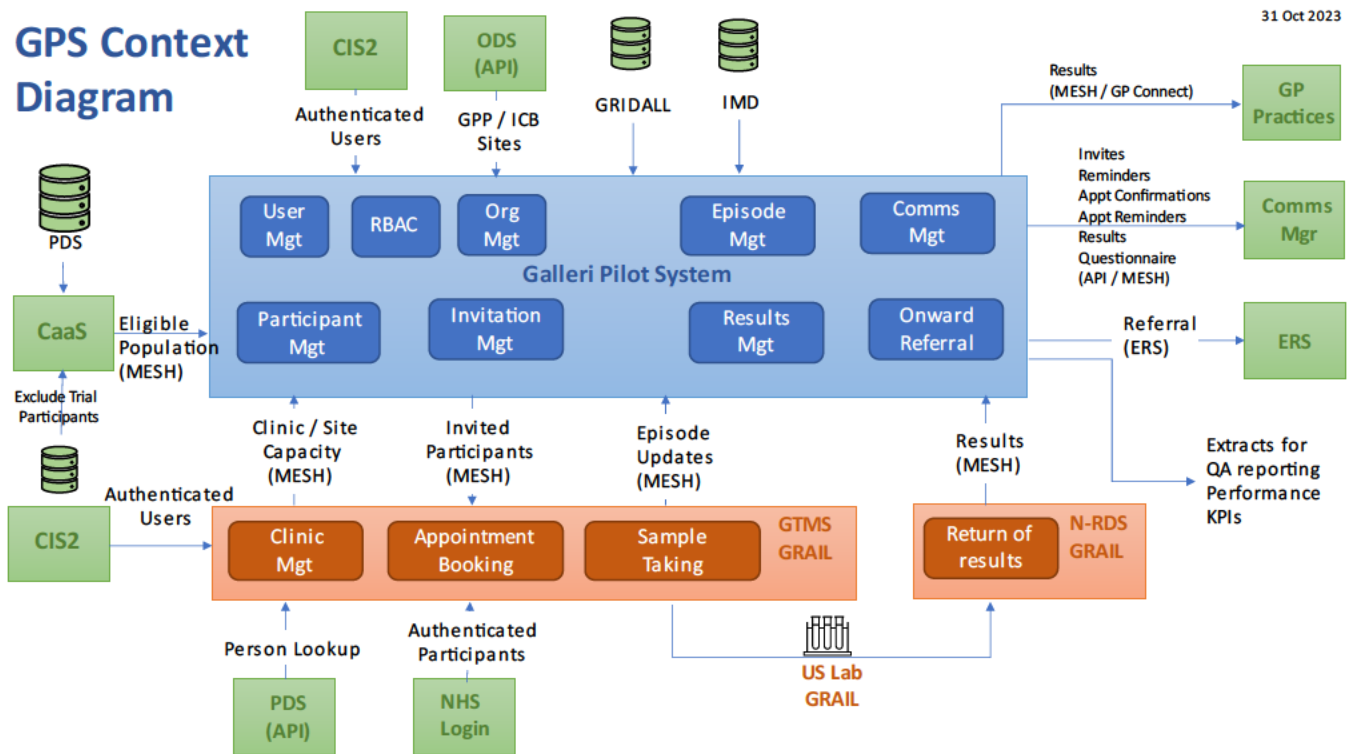 31 Oct 2023
GPS Context
Diagram
CIS2
ODS
(API)
GRIDALL
IMD
Authenticated
Users
GPP / ICB
Sites
Results
(MESH / GP Connect)
GP
Practices
Invites
Reminders
Appt Confirmations
Appt Reminders
Results
Questionnaire
(API / MESH)
Comms
Mgr
PDS
User
Mgt
RBAC
Org
Mgt
Episode
Mgt
Comms
Mgt
Galleri Pilot System
CaaS
Eligible
Population
(MESH)
Participant
Mgt
Invitation
Mgt
Results
Mgt
Onward
Referral
Referral
(ERS)
ERS
Exclude Trial
Participants
Clinic / Site
Capacity
(MESH)
Invited
Participants
(MESH)
Episode
Updates
(MESH)
Results
(MESH)
Extracts for
QA reporting
Performance
KPIs
Authenticated
Users
CIS2
Clinic
Mgt
Appointment
Booking
Sample
Taking
GTMS
GRAIL
Return of
results
N-RDS
GRAIL
Person Lookup
Authenticated
Participants
US Lab
GRAIL
PDS
(API)
NHS
Login